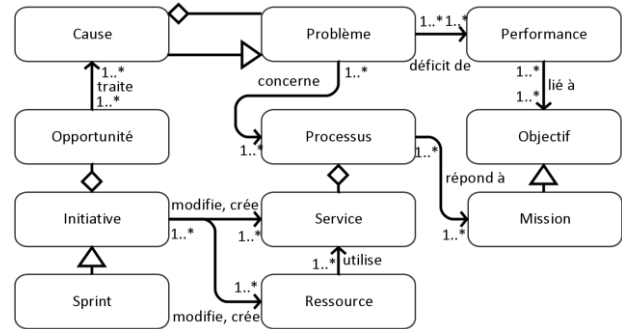 Cause
Problème
1..* 1..*
Performance
1..*
traite
1..*
concerne
1..*
déficit de
1..*
lié à
1..*
Opportunité
Processus
Objectif
1..*
1..*
répond à
Initiative
modifie, crée
Service
Mission
1..*
1..*
1..*
1..*
utilise
1..*
Sprint
modifie, crée
Ressource